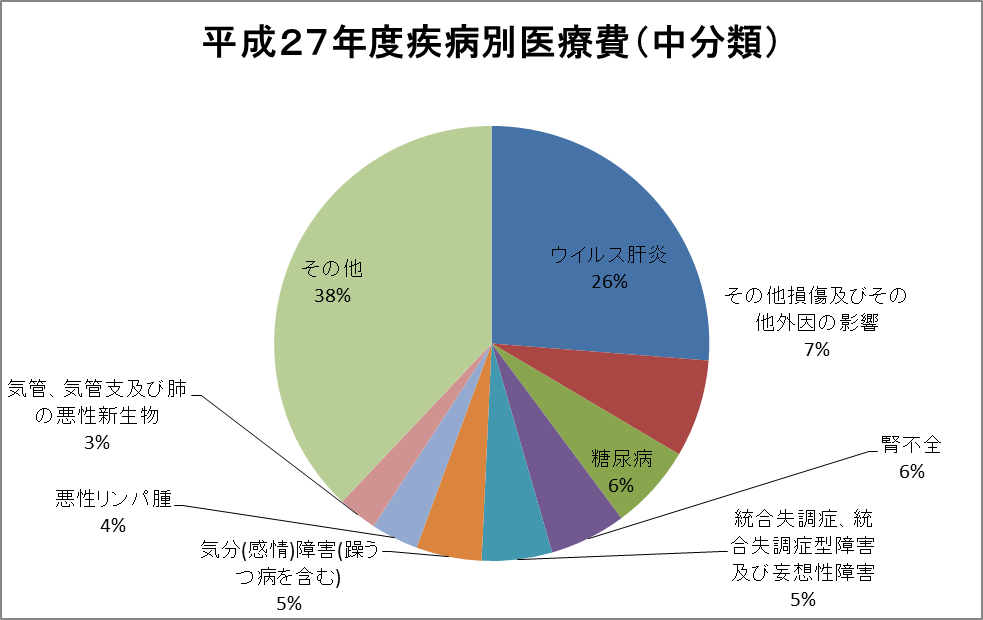 平成２７年度疾病別医療費（中分類）
ウイルス肝炎
26%
その他損傷及びその
他外因の影響
7%
糖尿病
6%
腎不全
6%
統合失調症、統
合失調症型障害
及び妄想性障害
5%
気分(感情)障害(躁う
つ病を含む)
5%
悪性リンパ腫
4%
気管、気管支及び肺
の悪性新生物
3%
その他
38%